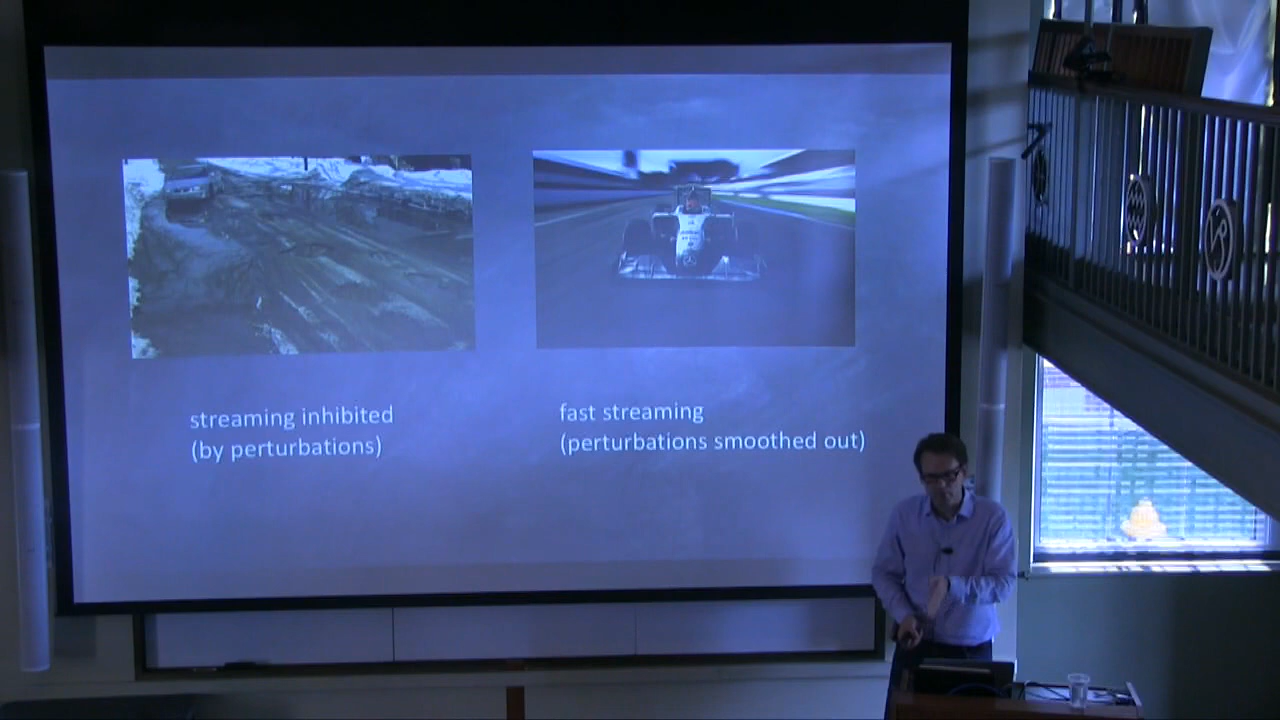 streaming inhibited
(by perturbations)
fast streaming
(perturbations smoothed out)